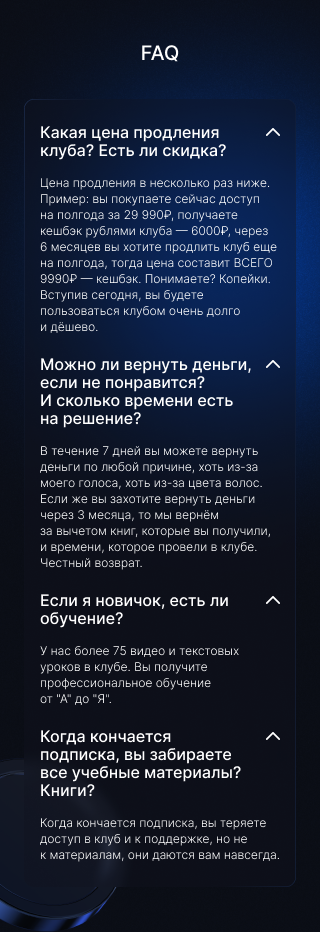 FAQ
Какая цена продления
клуба? Есть ли скидка?
Цена продления в несколько раз ниже.
Пример: вы покупаете сейчас доступ
на полгода за 29 990₽, получаете
кешбэк рублями клуба — 6000₽, через
6 месяцев вы хотите продлить клуб еще
на полгода, тогда цена составит ВСЕГО
9990₽ — кешбэк. Понимаете? Копейки.
Вступив сегодня, вы будете
пользоваться клубом очень долго
и дёшево.
Можно ли вернуть деньги,
если не понравится?
И сколько времени есть
на решение?
В течение 7 дней вы можете вернуть
деньги по любой причине, хоть из-за
моего голоса, хоть из-за цвета волос.
Если же вы захотите вернуть деньги
через 3 месяца, то мы вернём
за вычетом книг, которые вы получили,
и времени, которое провели в клубе.
Честный возврат.
Если я новичок, есть ли
обучение?
У нас более 75 видео и текстовых
уроков в клубе. Вы получите
профессиональное обучение
от "А" до "Я".
Когда кончается
подписка, вы забираете
все учебные материалы?
Книги?
Когда кончается подписка, вы теряете
доступ в клуб и к поддержке, но не
к материалам, они даются вам навсегда.